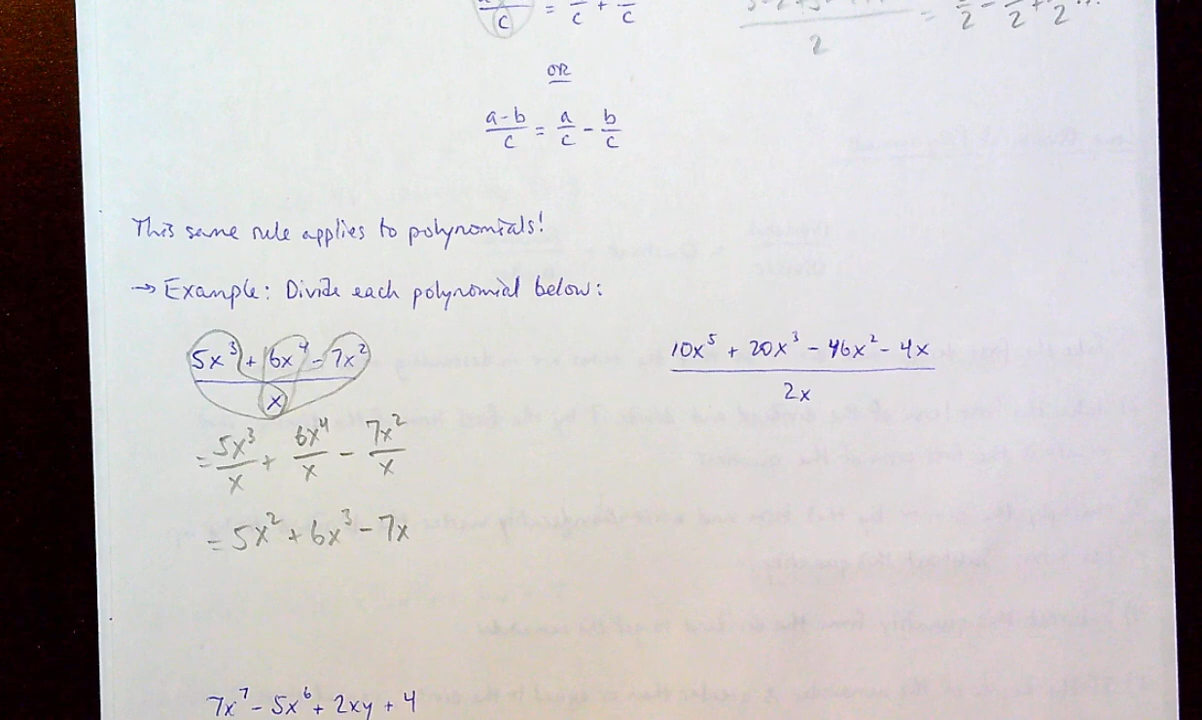 c = c + c
2
OR
a-b/c = a/c - b/c
This same rule applies to polynomials!
→ Example: Divide each polynomial below:
5x³ + 6x⁴ - 7x²/x
10x⁵ + 20x³ - 46x² - 4x/2x
= 5x³/x + 6x⁴/x - 7x²/x
= 5x² + 6x³ - 7x
7x⁷ - 5x⁶ + 2xy + 4